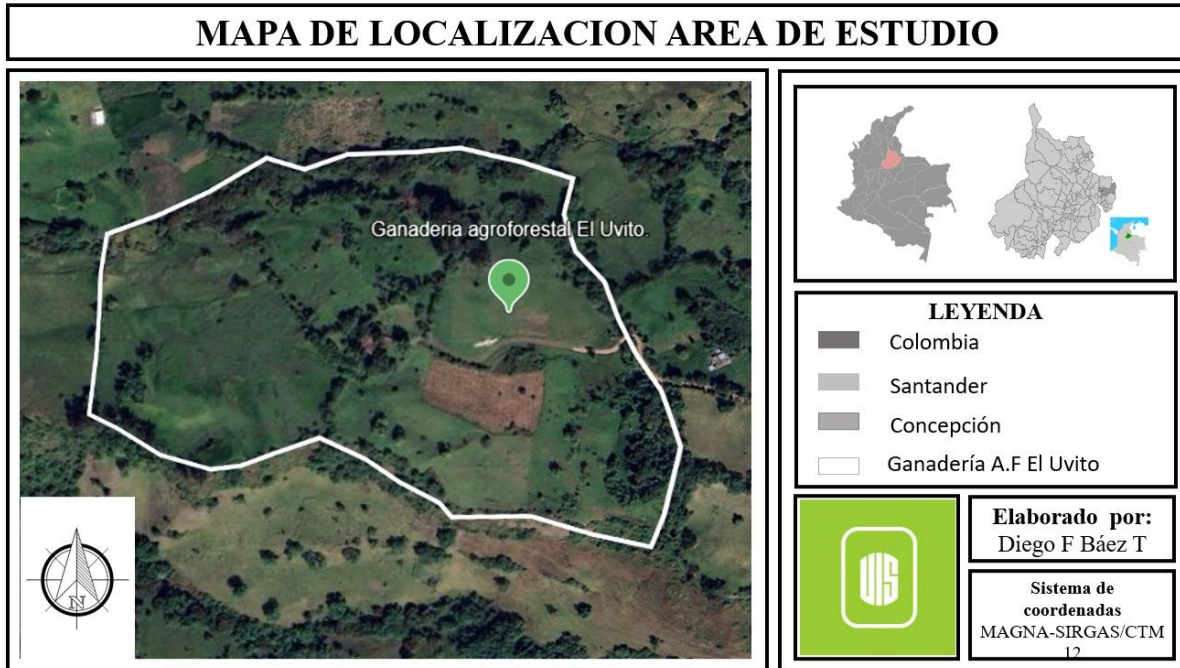 MAPA DE LOCALIZACION AREA DE ESTUDIO
Ganaderia agroforestal El Uvito.
N
LEYENDA
Colombia
Santander
Concepción
Ganadería A.F El Uvito
UIS
Elaborado por:
Diego F Báez T
Sistema de
coordenadas
MAGNA-SIRGAS/CTM
12